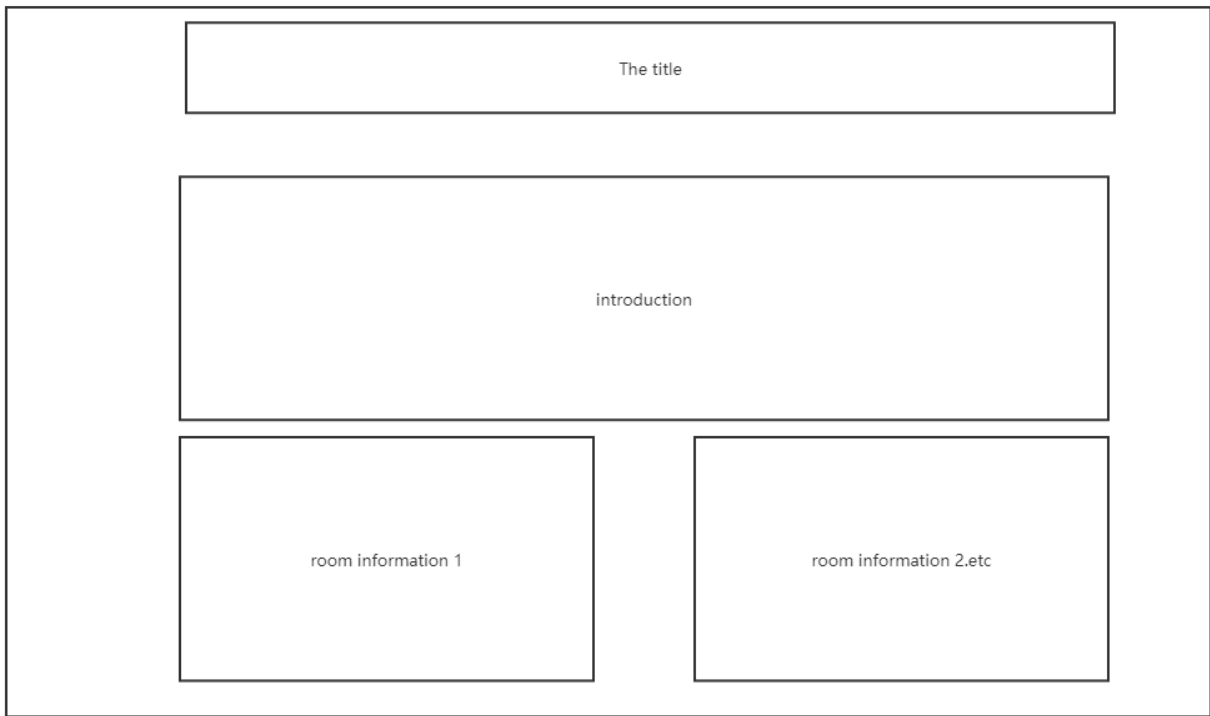 The title
introduction
room information 1
room information 2.etc